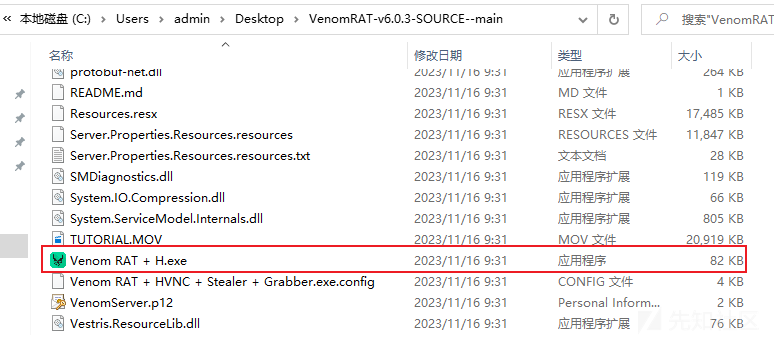 « 本地磁盘 (C:) > Users > admin > Desktop > VenomRAT-v6.0.3-SOURCE--main 搜索"VenomRAT
名称 修改日期 类型 大小
protobuf-net.dll 2023/11/16 9:31 应用程序扩展 264 KB
README.md 2023/11/16 9:31 MD 文件 1 KB
Resources.resx 2023/11/16 9:31 RESX 文件 17,485 KB
Server.Properties.Resources.resources 2023/11/16 9:31 RESOURCES 文件 11,847 KB
Server.Properties.Resources.resources.txt 2023/11/16 9:31 文本文档 28 KB
SMDiagnostics.dll 2023/11/16 9:31 应用程序扩展 119 KB
System.IO.Compression.dll 2023/11/16 9:31 应用程序扩展 66 KB
System.ServiceModel.Internals.dll 2023/11/16 9:31 应用程序扩展 805 KB
TUTORIAL.MOV 2023/11/16 9:31 MOV 文件 20,919 KB
Venom RAT + H.exe 2023/11/16 9:31 应用程序 82 KB
Venom RAT + HVNC + Stealer + Grabber.exe.config 2023/11/16 9:31 CONFIG 文件 4 KB
VenomServer.p12 2023/11/16 9:31 Personal Inform... 2 KB
Vestris.ResourceLib.dll 2023/11/16 9:31 应用程序扩展 76 KB
先知社区